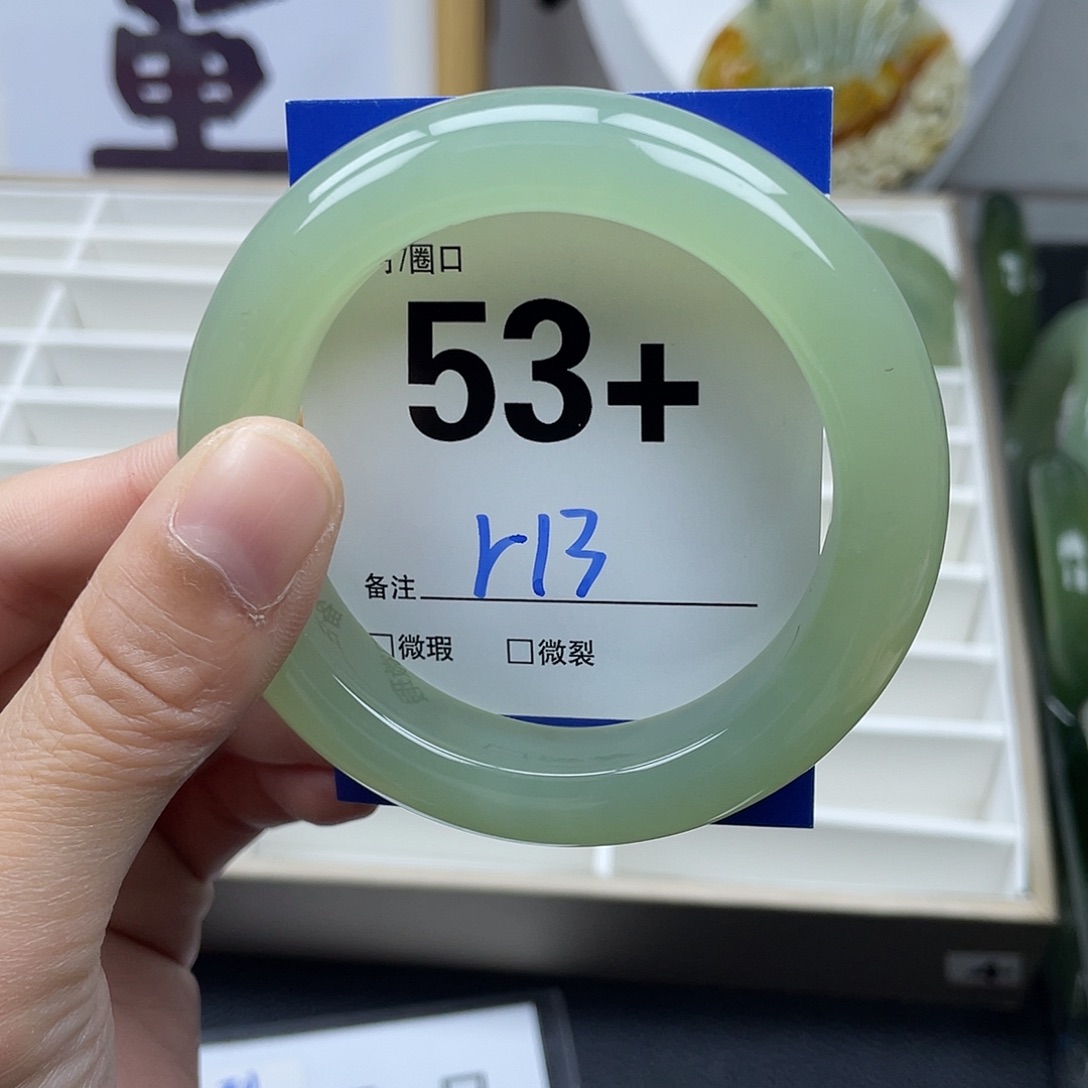 /圈口
53+
r13
备注
□微瑕 □微裂